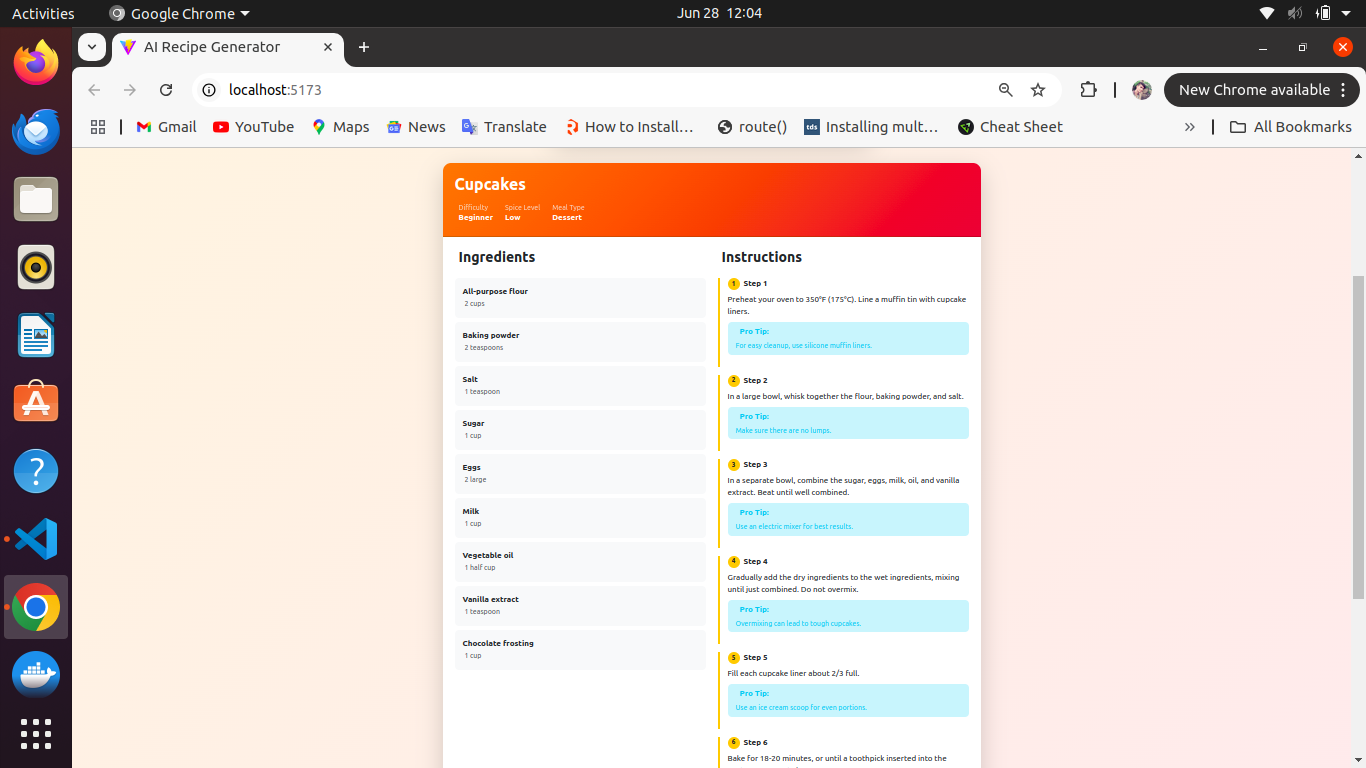 Activities
Google Chrome
Jun 28 12:04
AI Recipe Generator
localhost:5173
New Chrome available
Gmail
YouTube
Maps
News
Translate
How to Install…
route()
tds
Installing mult…
Cheat Sheet
All Bookmarks
Cupcakes
Difficulty
Beginner
Spice Level
Low
Meal Type
Dessert
Ingredients
All-purpose flour
2 cups
Baking powder
2 teaspoons
Salt
1 teaspoon
Sugar
1 cup
Eggs
2 large
Milk
1 cup
Vegetable oil
1 half cup
Vanilla extract
1 teaspoon
Chocolate frosting
1 cup
Instructions
1 Step 1
Preheat your oven to 350°F (175°C). Line a muffin tin with cupcake
liners.
Pro Tip:
For easy cleanup, use silicone muffin liners.
2 Step 2
In a large bowl, whisk together the flour, baking powder, and salt.
Pro Tip:
Make sure there are no lumps.
3 Step 3
In a separate bowl, combine the sugar, eggs, milk, oil, and vanilla
extract. Beat until well combined.
Pro Tip:
Use an electric mixer for best results.
4 Step 4
Gradually add the dry ingredients to the wet ingredients, mixing
until just combined. Do not overmix.
Pro Tip:
Overmixing can lead to tough cupcakes.
5 Step 5
Fill each cupcake liner about 2/3 full.
Pro Tip:
Use an ice cream scoop for even portions.
6 Step 6
Bake for 18-20 minutes, or until a toothpick inserted into the